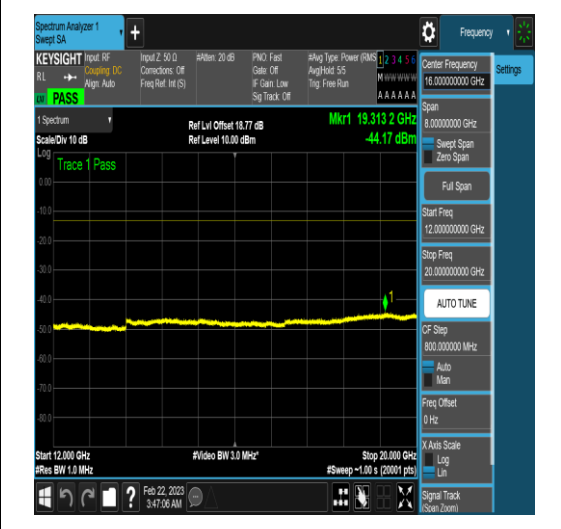 Spectrum Analyzer 1
Swept SA
Frequency
KEYSIGHT
RL
PASS
Input: RF
Coupling: DC
Align: Auto
Input Z: 50 Ω
Corrections: Off
Freq Ref: Int (S)
#Atten: 20 dB
PNO: Fast
Gate: Off
IF Gain: Low
Sig Track: Off
#Avg Type: Power (RMS
Avg|Hold: 5/5
Trig: Free Run
1 2 3 4 5 6
M W W W W W
A A A A A A
1 Spectrum
Scale/Div 10 dB
Ref Lvl Offset 18.77 dB
Ref Level 10.00 dBm
Mkr1 19.313 2 GHz
-44.17 dBm
Log
Trace 1 Pass
0.00
-10.0
-20.0
-30.0
-40.0
-50.0
-60.0
-70.0
-80.0
1
Start 12.000 GHz
#Res BW 1.0 MHz
#Video BW 3.0 MHz*
Stop 20.000 GHz
#Sweep ~1.00 s (20001 pts)
Feb 22, 2023
3:47:06 AM
Center Frequency
16.000000000 GHz
Settings
Span
8.00000000 GHz
Swept Span
Zero Span
Full Span
Start Freq
12.000000000 GHz
Stop Freq
20.000000000 GHz
AUTO TUNE
CF Step
800.000000 MHz
Auto
Man
Freq Offset
0 Hz
X Axis Scale
Log
Lin
Signal Track
(Span Zoom)